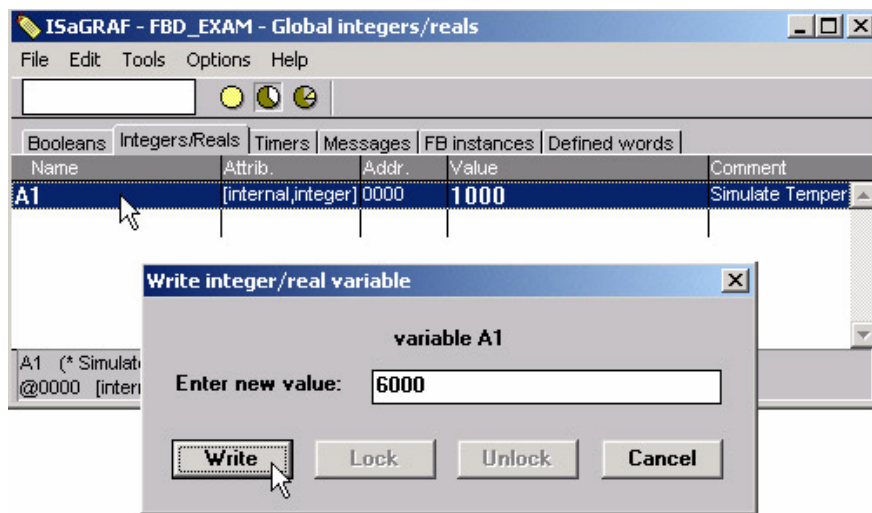 ISaGRAF - FBD_EXAM - Global integers/reals
File Edit Tools Options Help
Booleans Integers/Reals Timers Messages FB instances Defined words
Name Attrib. Addr. Value Comment
A1 [internal,integer] 0000 1000 Simulate Temper
Write integer/real variable
variable A1
A1 (* Simulat
@0000 [intern
Enter new value: 6000
Write Lock Unlock Cancel